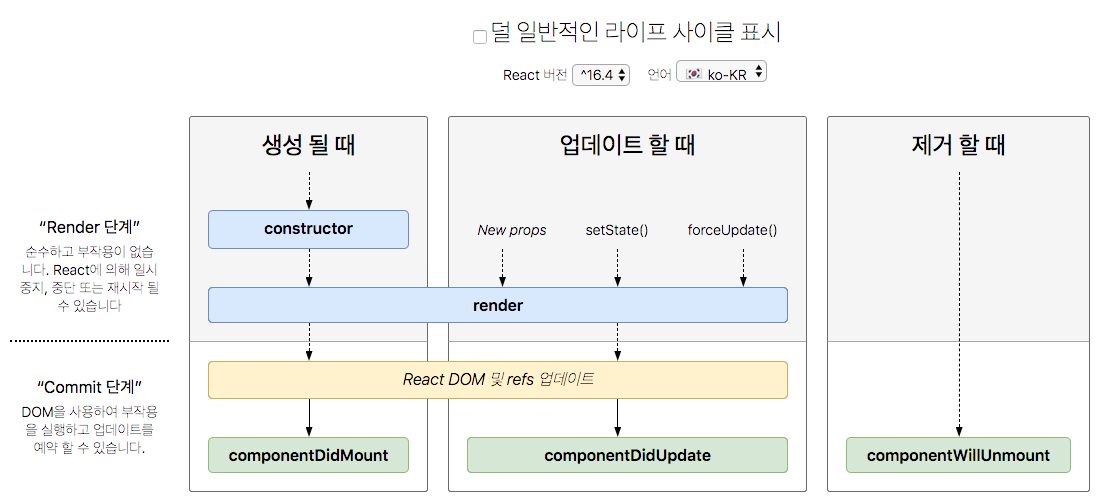 덜 일반적인 라이프 사이클 표시
React 버전 ^16.4 언어 🇰🇷 ko-KR
생성 될 때
업데이트 할 때
제거 할 때
“Render 단계”
순수하고 부작용이 없습
니다. React에 의해 일시
중지, 중단 또는 재시작 될
수 있습니다
constructor
New props
setState()
forceUpdate()
render
“Commit 단계”
DOM을 사용하여 부작용
을 실행하고 업데이트를
예약 할 수 있습니다.
React DOM 및 refs 업데이트
componentDidMount
componentDidUpdate
componentWillUnmount